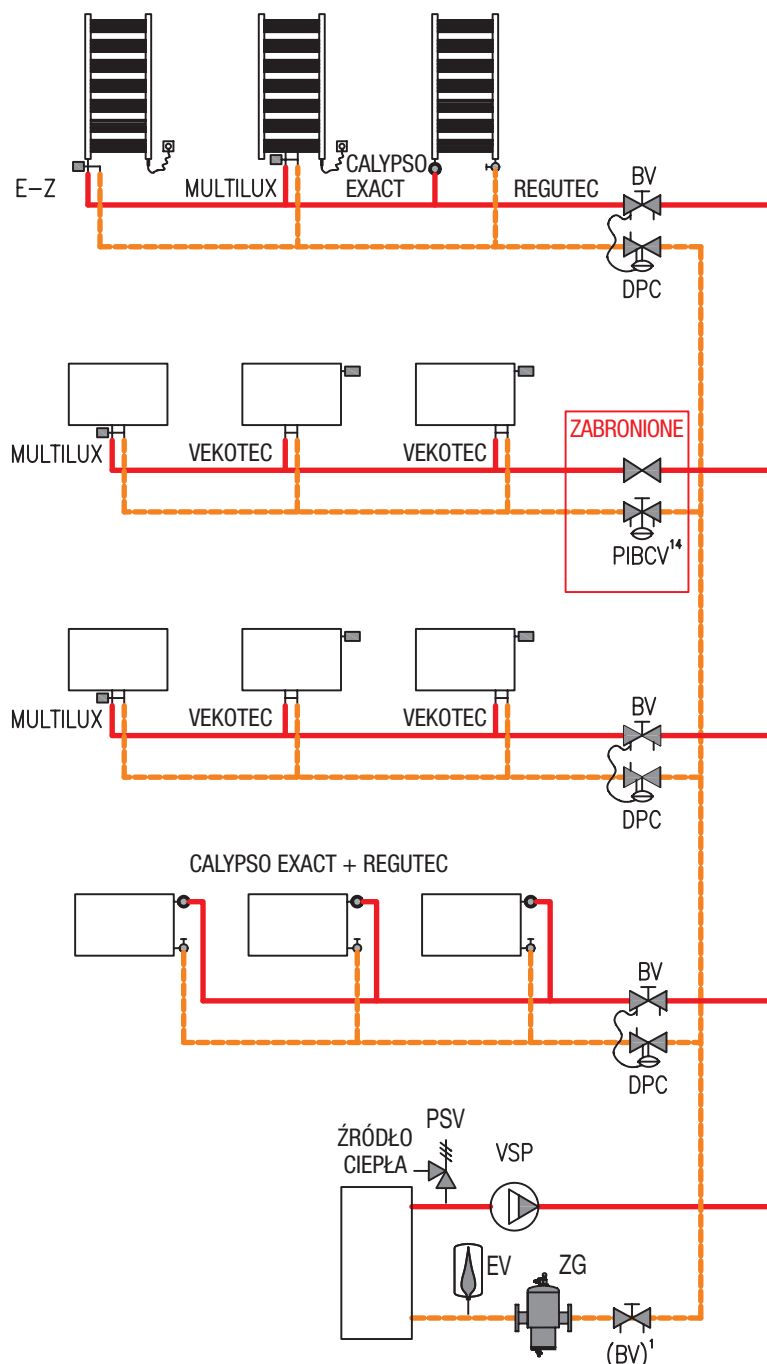 E-Z
MULTILUX
CALYPSO
EXACT
REGUTEC
BV
DPC
MULTILUX
VEKOTEC
VEKOTEC
ZABRONIONE
PIBCV¹⁴
MULTILUX
VEKOTEC
VEKOTEC
BV
DPC
CALYPSO EXACT + REGUTEC
BV
DPC
ŹRÓDŁO
CIEPŁA
PSV
VSP
EV
ZG
(BV)¹